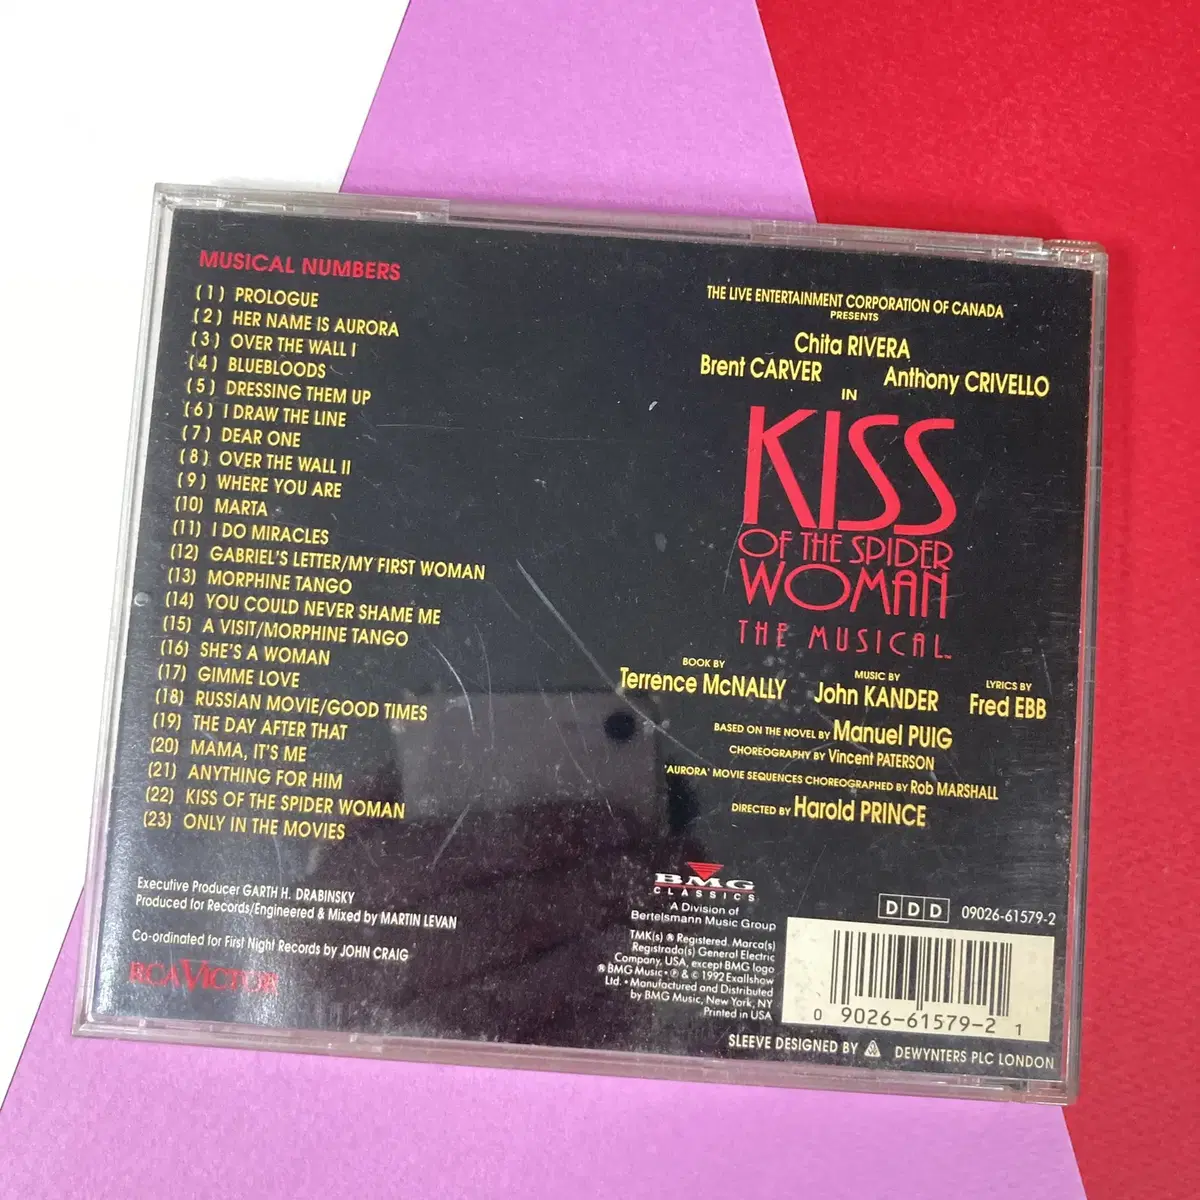 MUSICAL NUMBERS
(1) PROLOGUE
(2) HER NAME IS AURORA
(3) OVER THE WALL I
(4) BLUEBLOODS
(5) DRESSING THEM UP
(6) I DRAW THE LINE
(7) DEAR ONE
(8) OVER THE WALL II
(9) WHERE YOU ARE
(10) MARTA
(11) I DO MIRACLES
(12) GABRIEL'S LETTER/MY FIRST WOMAN
(13) MORPHINE TANGO
(14) YOU COULD NEVER SHAME ME
(15) A VISIT/MORPHINE TANGO
(16) SHE'S A WOMAN
(17) GIMME LOVE
(18) RUSSIAN MOVIE/GOOD TIMES
(19) THE DAY AFTER THAT
(20) MAMA, IT'S ME
(21) ANYTHING FOR HIM
(22) KISS OF THE SPIDER WOMAN
(23) ONLY IN THE MOVIES
Executive Producer GARTH H. DRABINSKY
Produced for Records/Engineered & Mixed by MARTIN LEVAN
Co-ordinated for First Night Records by JOHN CRAIG
RCA VICTOR
THE LIVE ENTERTAINMENT CORPORATION OF CANADA
PRESENTS
Chita RIVERA
Brent CARVER Anthony CRIVELLO
IN
KISS
OF THE SPIDER
WOMAN
THE MUSICAL™
BOOK BY MUSIC BY LYRICS BY
Terrence McNALLY John KANDER Fred EBB
BASED ON THE NOVEL BY Manuel PUIG
CHOREOGRAPHY BY Vincent PATERSON
'AURORA' MOVIE SEQUENCES CHOREOGRAPHED BY Rob MARSHALL
DIRECTED BY Harold PRINCE
BMG
CLASSICS
A Division of
Bertelsmann Music Group
TMK(s) ® Registered. Marca(s)
Registrada(s) General Electric
Company, USA, except BMG logo
® BMG Music • ℗ & © 1992 Exallshow
Ltd. • Manufactured and Distributed
by BMG Music, New York, NY
Printed in USA
DDD 09026-61579-2
0 9026-61579-2 1
SLEEVE DESIGNED BY DEWYNTERS PLC LONDON